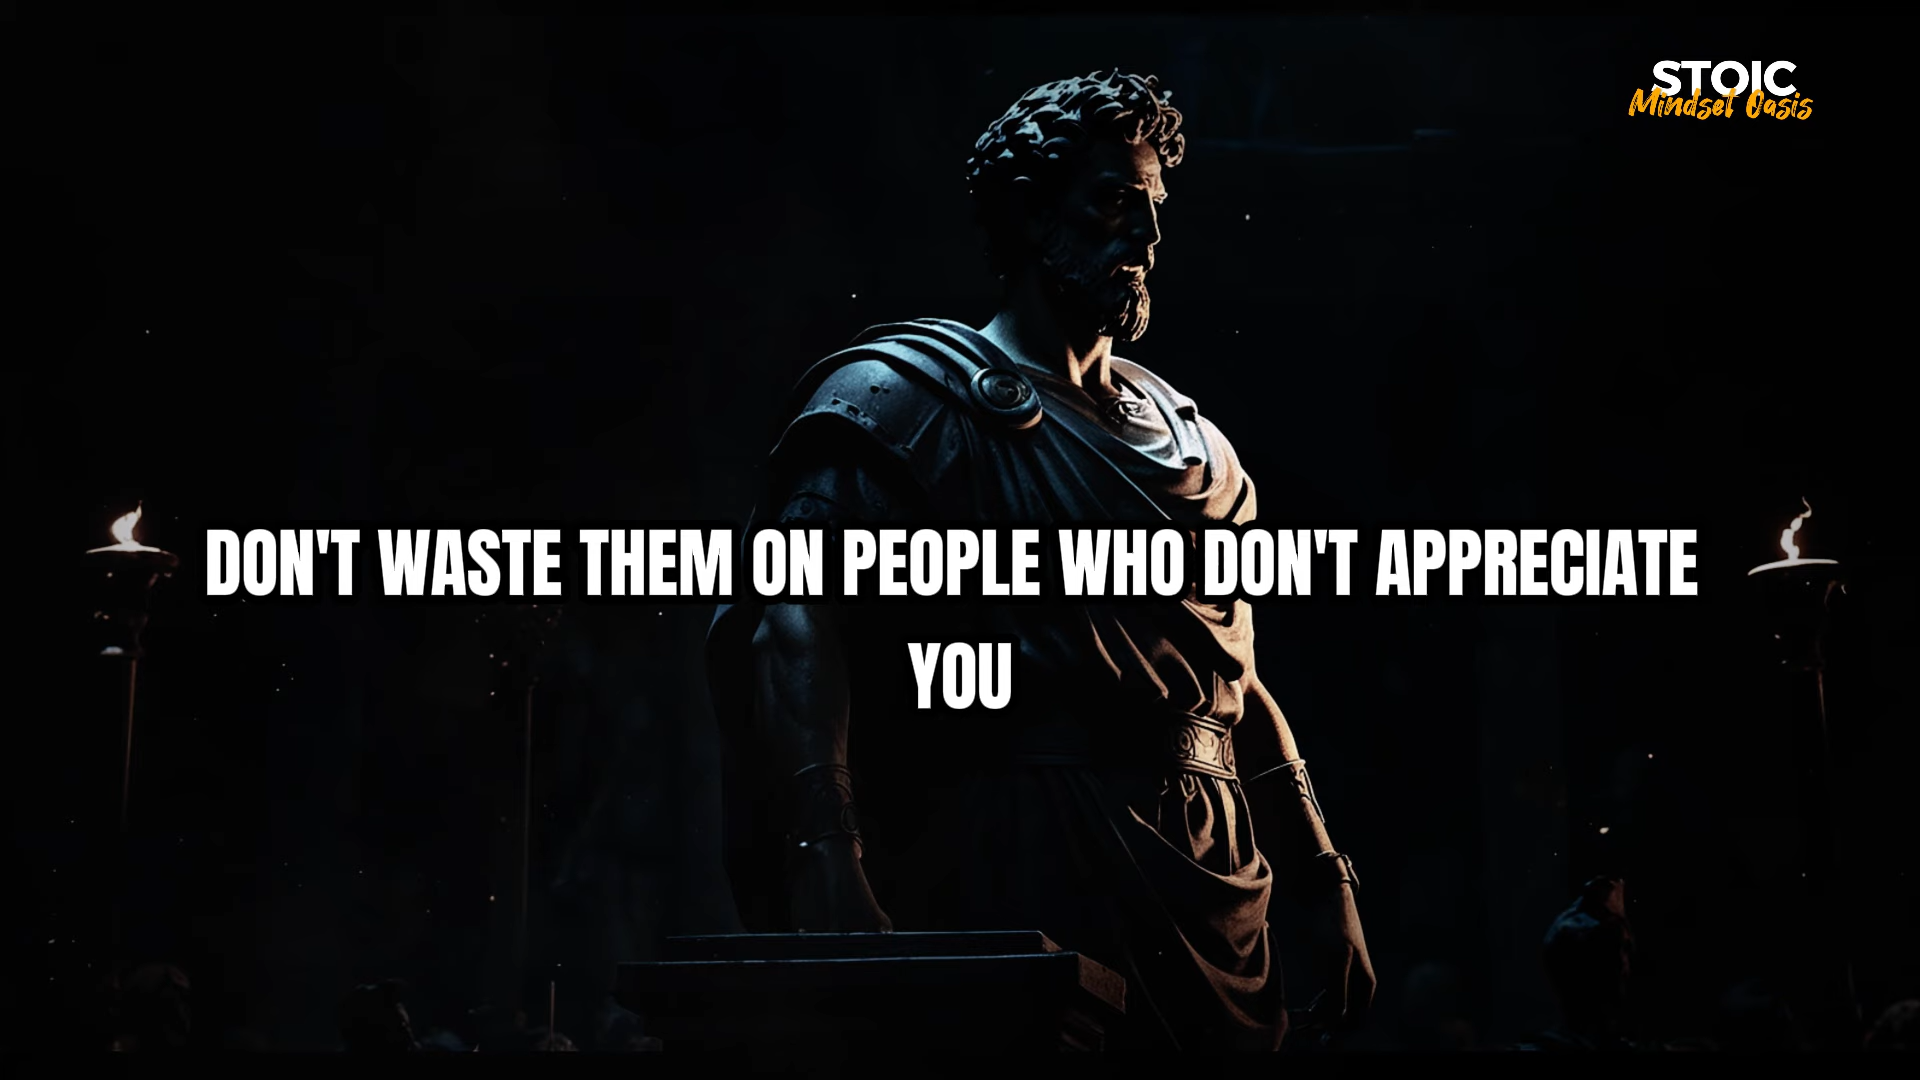 STOIC
Mindset Oasis
DON'T WASTE THEM ON PEOPLE WHO DON'T APPRECIATE
YOU